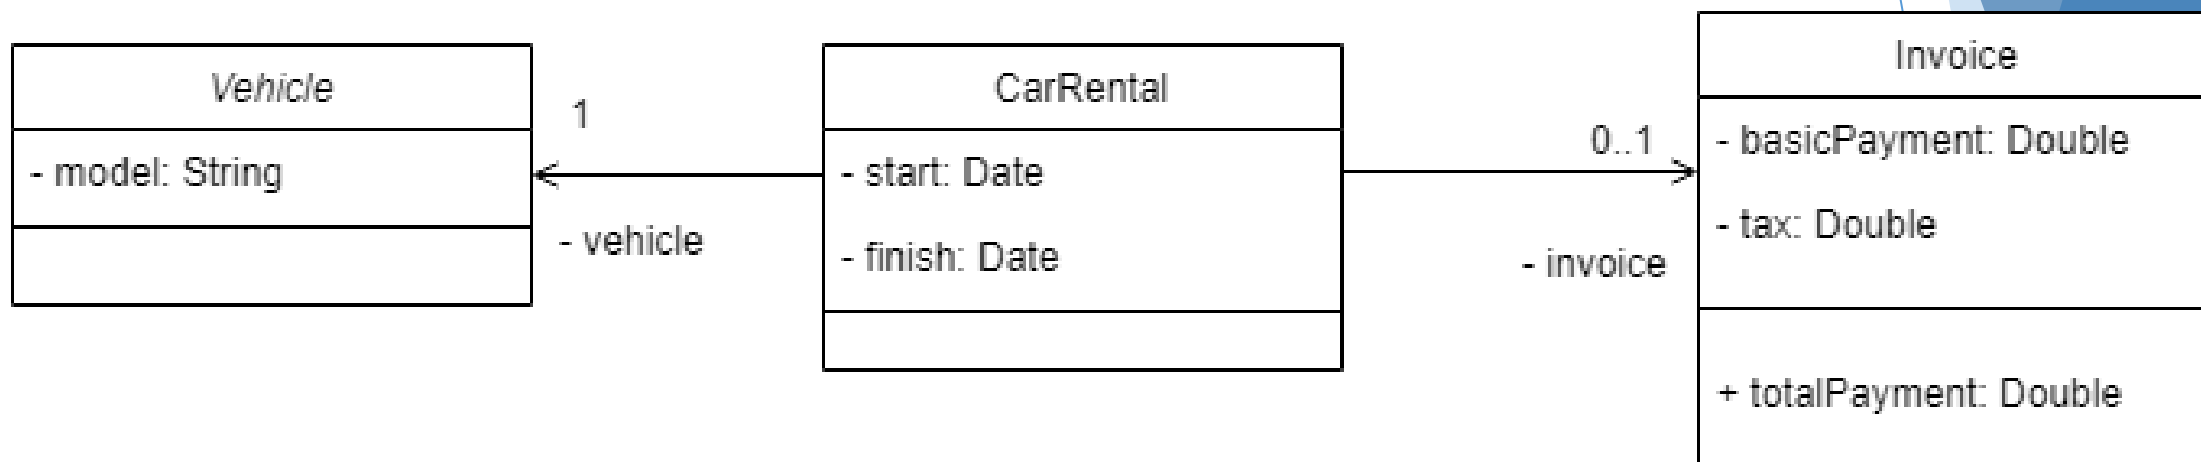 Vehicle
- model: String
1
- vehicle
CarRental
- start: Date
- finish: Date
0..1
- invoice
Invoice
- basicPayment: Double
- tax: Double
+ totalPayment: Double